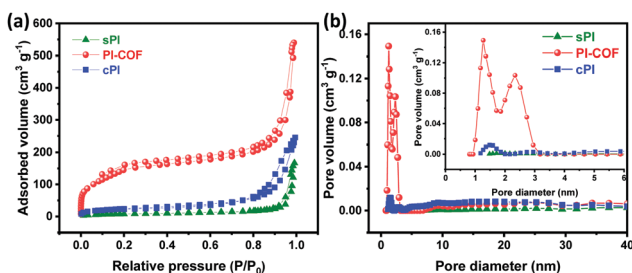 (a)
600
500
400
300
200
100
0
Adsorbed volume (cm³ g⁻¹)
sPI
PI-COF
cPI
0.0 0.2 0.4 0.6 0.8 1.0
Relative pressure (P/P₀)
(b)
0.16
0.12
0.08
0.04
0.00
Pore volume (cm³ g⁻¹)
sPI
PI-COF
cPI
0.16
0.12
0.08
0.04
0.00
Pore volume (cm³ g⁻¹)
0 1 2 3 4 5 6
Pore diameter (nm)
0 10 20 30 40
Pore diameter (nm)